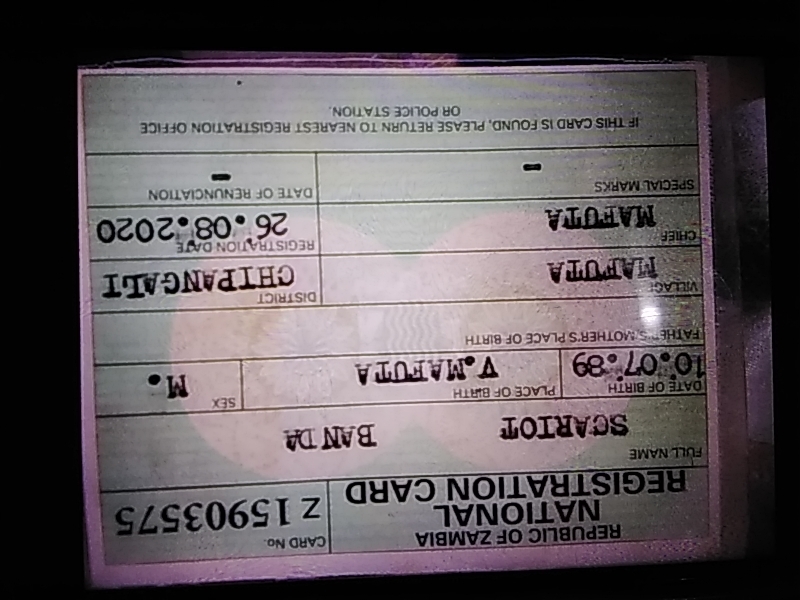 REPUBLIC OF ZAMBIA
NATIONAL
REGISTRATION CARD
CARD No.
Z 15903575
FULL NAME
SCARIOT BANDA
DATE OF BIRTH PLACE OF BIRTH SEX
10.07.89 V.MAFUTA M.
FATHER'S/MOTHER'S PLACE OF BIRTH
VILLAGE DISTRICT
MAFUTA CHIPANGALI
CHIEF REGISTRATION DATE
MAFUTA 26.08.2020
SPECIAL MARKS DATE OF RENUNCIATION
- -
IF THIS CARD IS FOUND, PLEASE RETURN TO NEAREST REGISTRATION OFFICE
OR POLICE STATION.